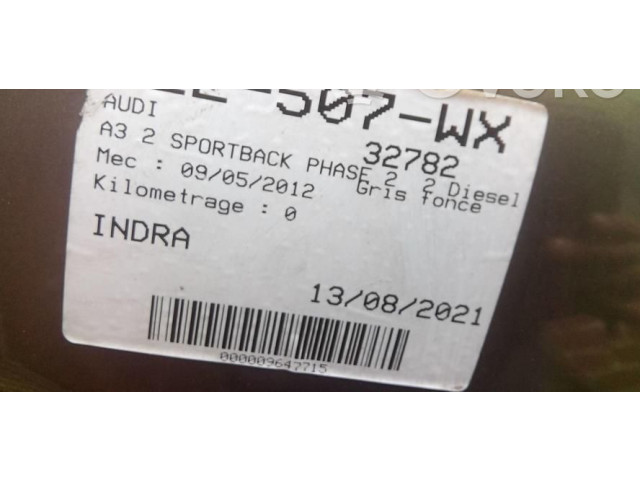 507-WX
AUDI
32782
A3 2 SPORTBACK PHASE 2 2 Diesel
Mec : 09/05/2012 Gris fonce
Kilometrage : 0
INDRA
13/08/2021
000009647715